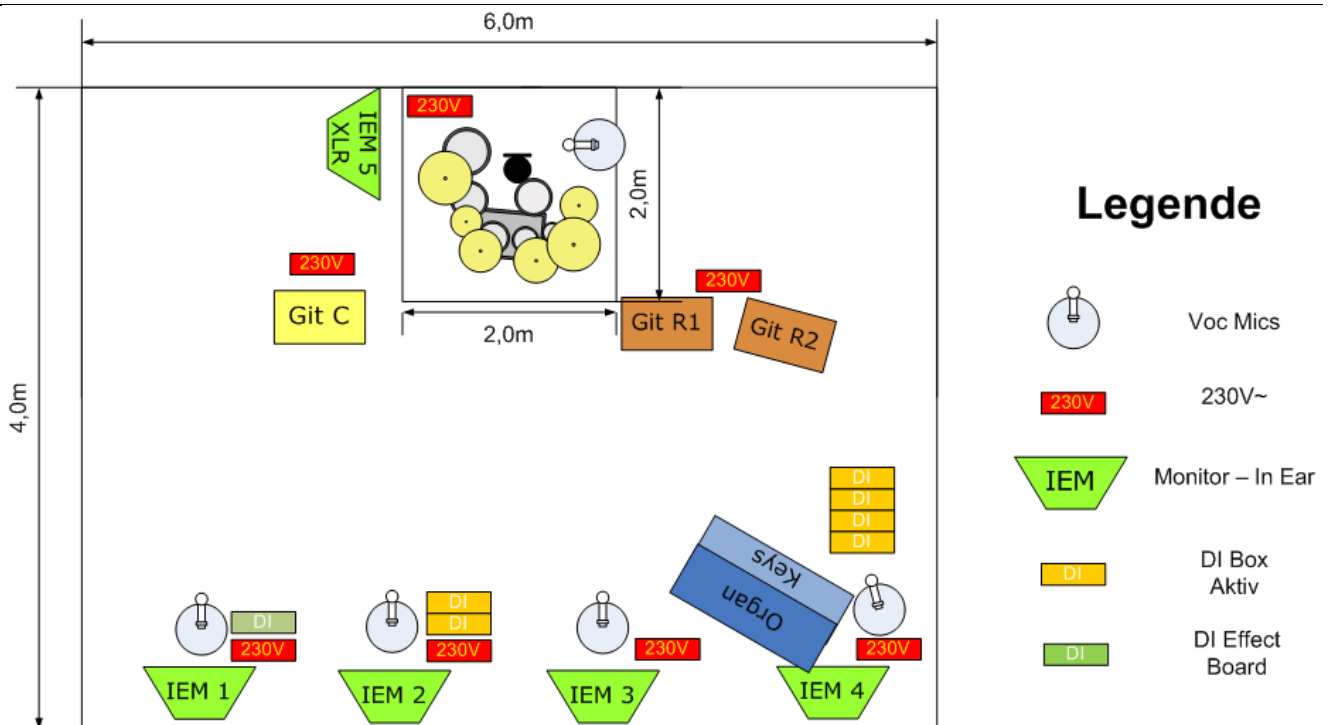 6,0m
230V
IEM 5
XLR
2,0m
230V
230V
Git C
Git R1
Git R2
2,0m
4,0m
DI
DI
DI
DI
Keys
Organ
DI
DI
DI
230V
230V
230V
230V
IEM 1
IEM 2
IEM 3
IEM 4
Legende
Voc Mics
230V
230V~
IEM
Monitor – In Ear
DI
DI Box
Aktiv
DI
DI Effect
Board